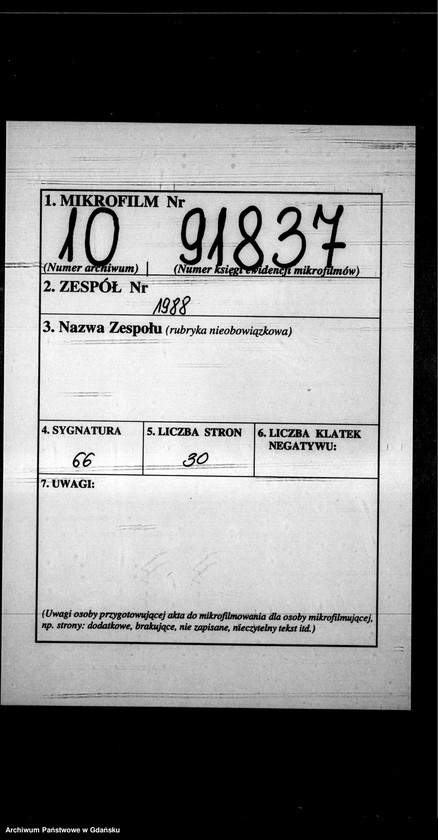 1. MIKROFILM Nr
10 91837
(Numer archiwum) (Numer księgi ewidencji mikrofilmów)
2. ZESPÓŁ Nr
1988
3. Nazwa Zespołu (rubryka nieobowiązkowa)
4. SYGNATURA
66
5. LICZBA STRON
30
6. LICZBA KLATEK
NEGATYWU:
7. UWAGI:
(Uwagi osoby przygotowującej akta do mikrofilmowania dla osoby mikrofilmującej,
np. strony: dodatkowe, brakujące, nie zapisane, nieczytelny tekst itd.)
Archiwum Państwowe w Gdańsku